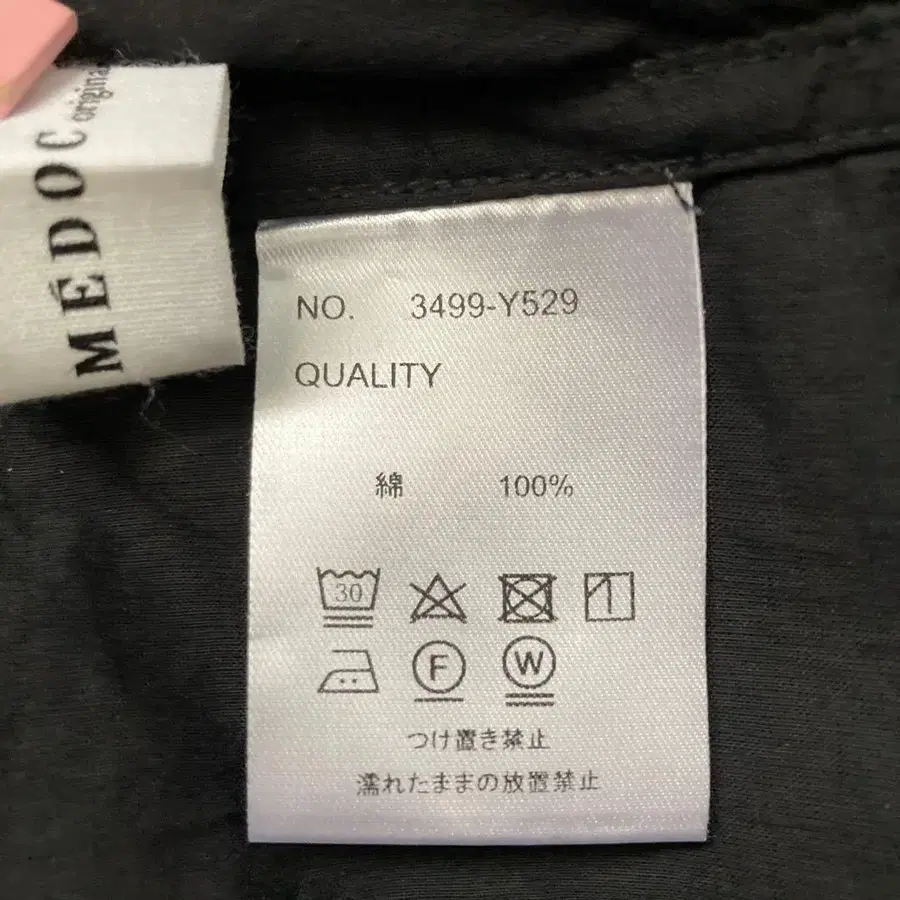 MÉDOC
original
NO. 3499-Y529
QUALITY
綿 100%
30
F W
つけ置き禁止
濡れたままの放置禁止